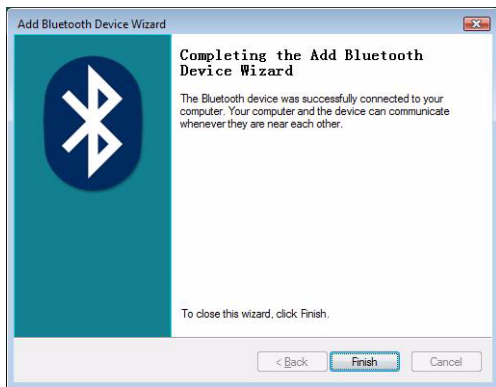 Add Bluetooth Device Wizard
Completing the Add Bluetooth
Device Wizard
The Bluetooth device was successfully connected to your
computer. Your computer and the device can communicate
whenever they are near each other.
To close this wizard, click Finish.
< Back
Finish
Cancel